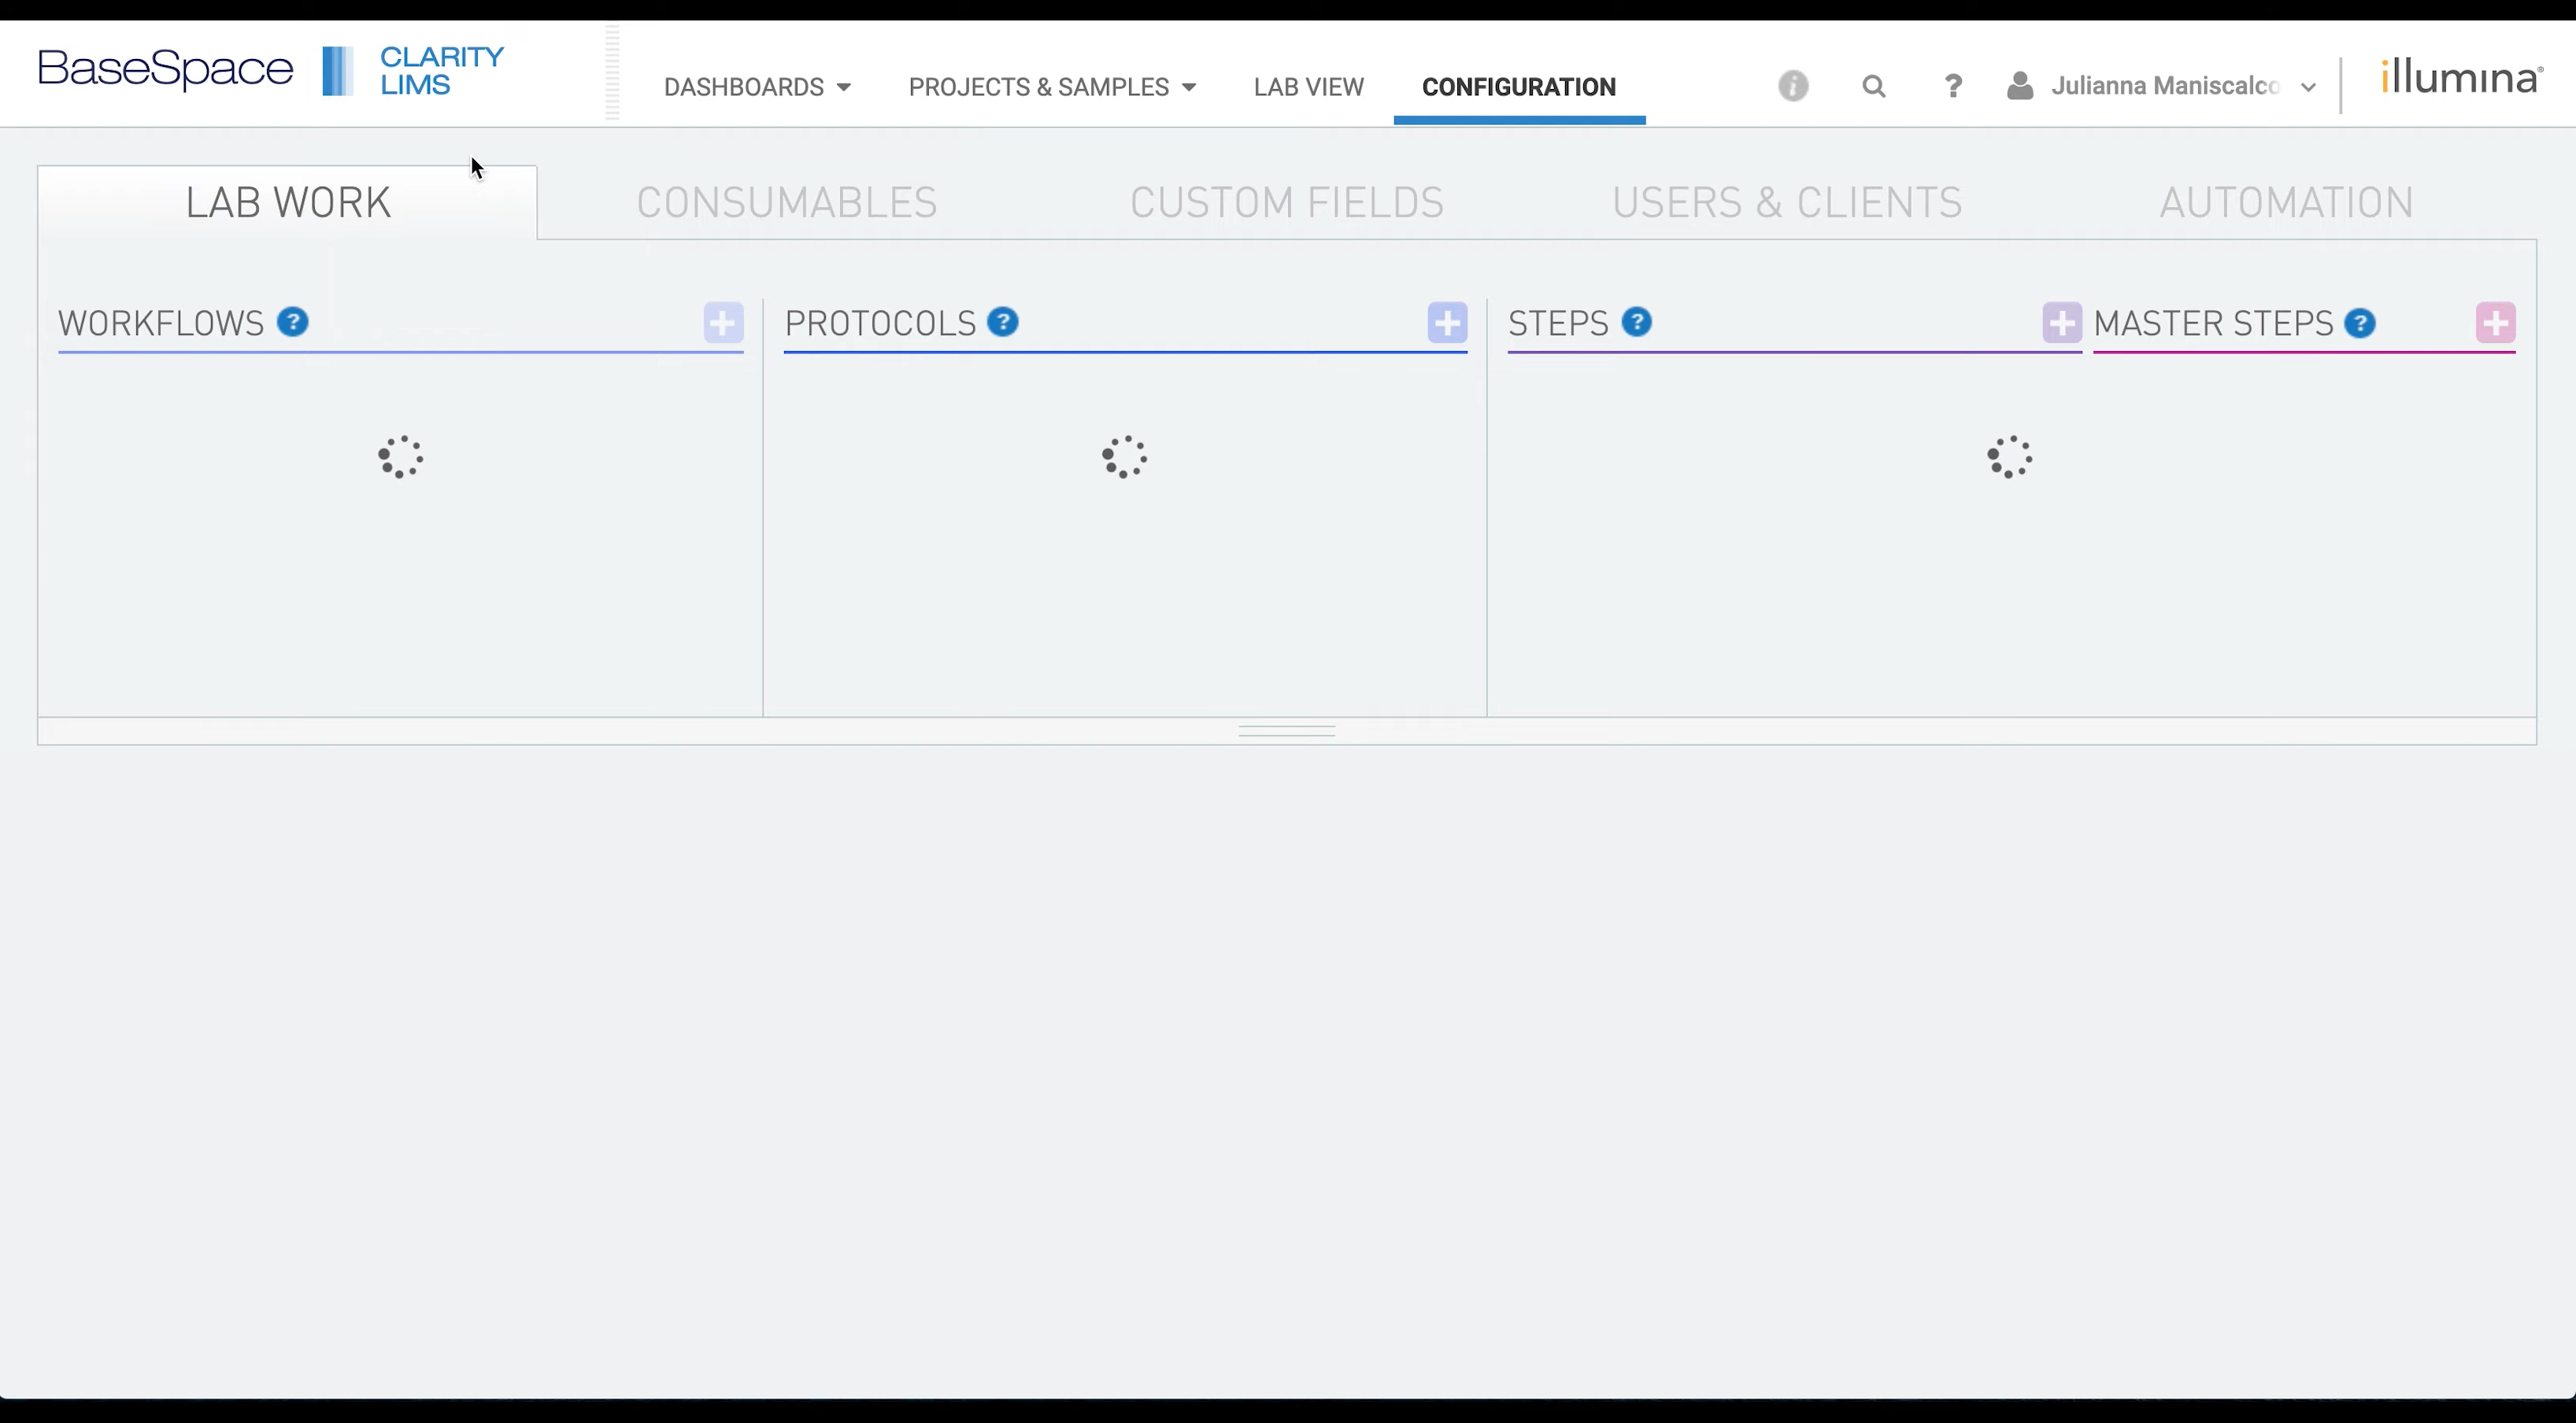 BaseSpace
CLARITY
LIMS
DASHBOARDS
PROJECTS & SAMPLES
LAB VIEW
CONFIGURATION
i
?
Julianna Maniscalco
illumina®
LAB WORK
CONSUMABLES
CUSTOM FIELDS
USERS & CLIENTS
AUTOMATION
WORKFLOWS ?
PROTOCOLS ?
STEPS ?
MASTER STEPS ?